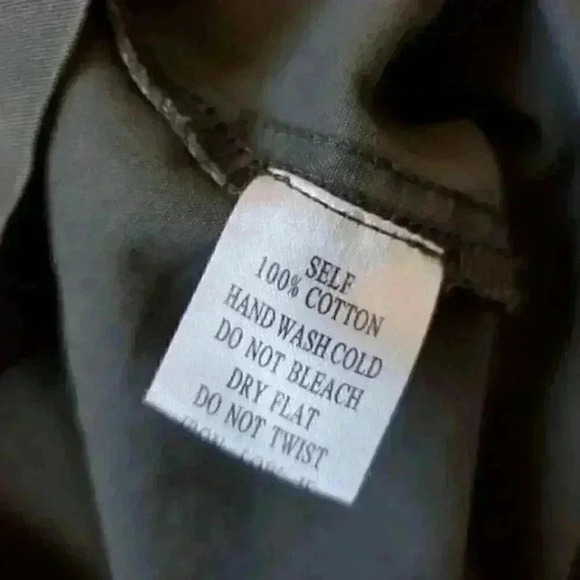 SELF
100% COTTON
HAND WASH COLD
DO NOT BLEACH
DRY FLAT
DO NOT TWIST